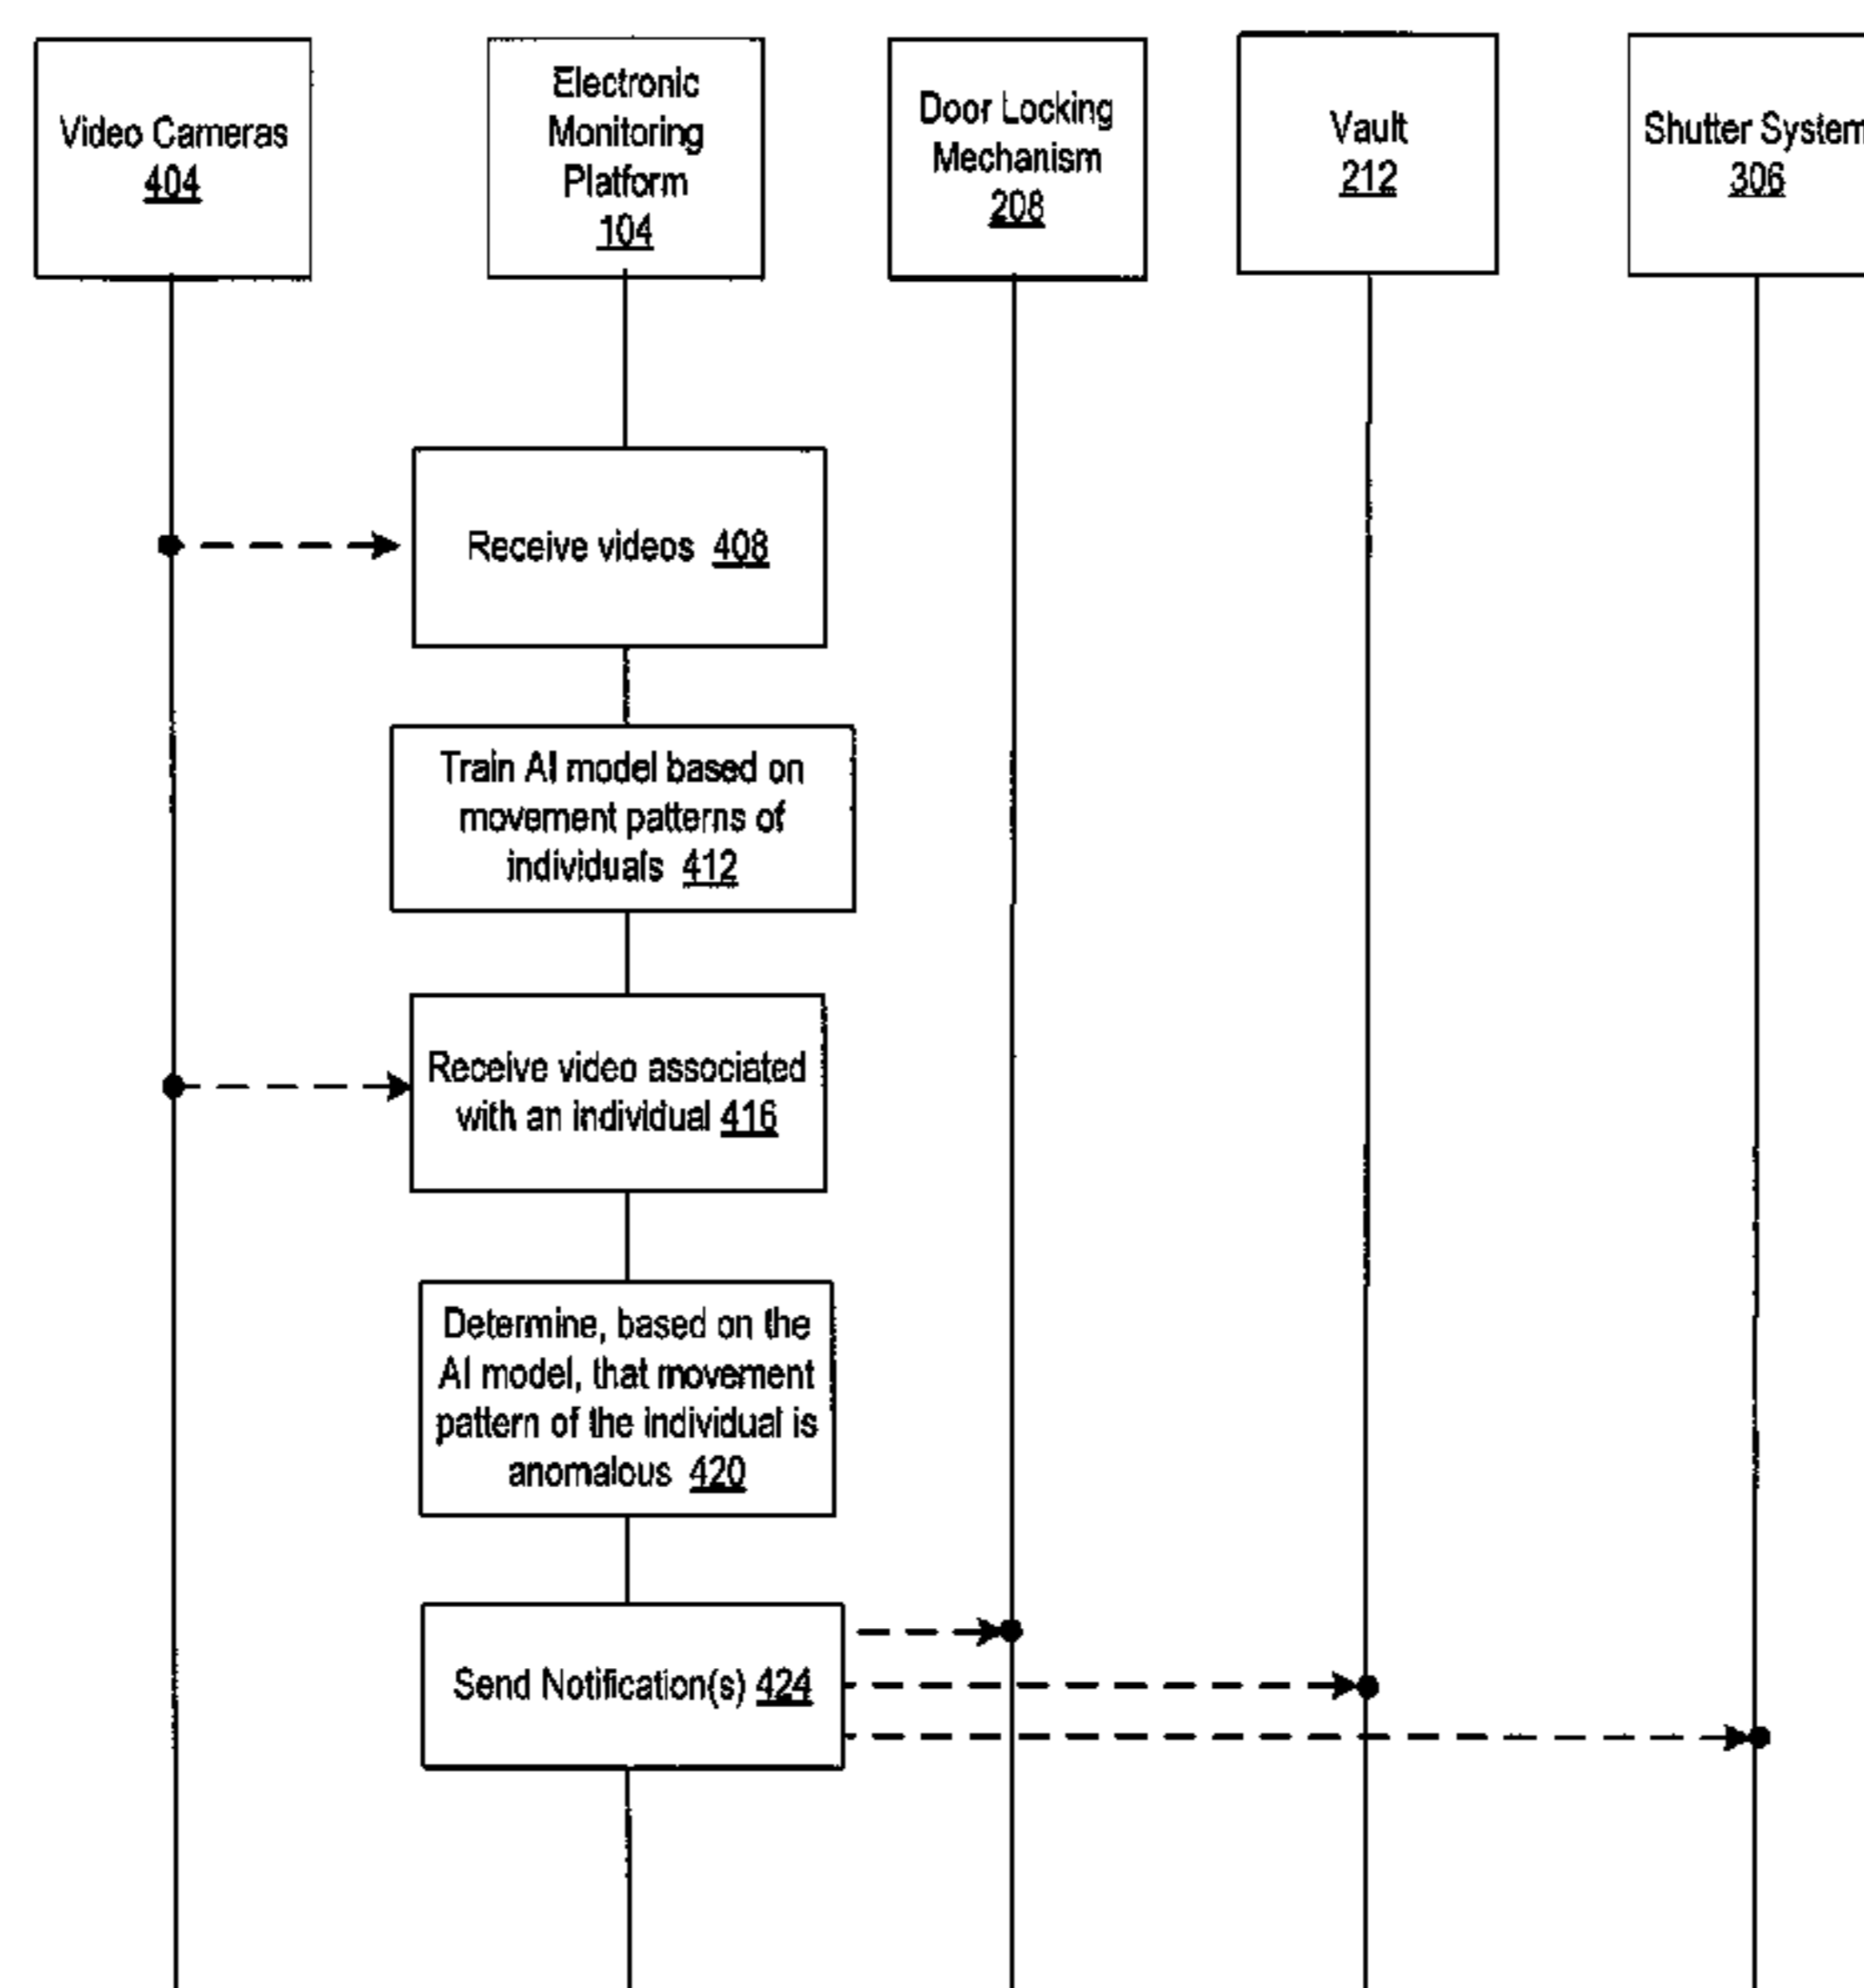 Video Cameras
404
Electronic
Monitoring
Platform
104
Door Locking
Mechanism
208
Vault
212
Shutter System
306
Receive videos 408
Train AI model based on
movement patterns of
individuals 412
Receive video associated
with an individual 416
Determine, based on the
AI model, that movement
pattern of the individual is
anomalous 420
Send Notification(s) 424